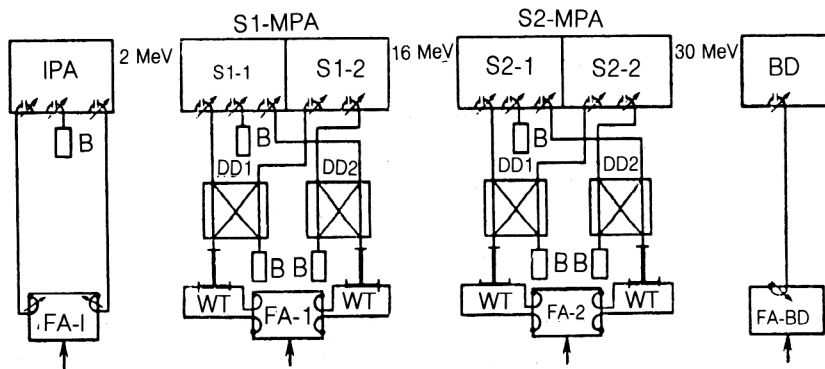 S1-MPA
S2-MPA
IPA
2 MeV
S1-1
S1-2
16 MeV
S2-1
S2-2
30 MeV
BD
B
B
B
DD1
DD2
DD1
DD2
B
B
B
B
WT
WT
WT
WT
FA-I
FA-1
FA-2
FA-BD